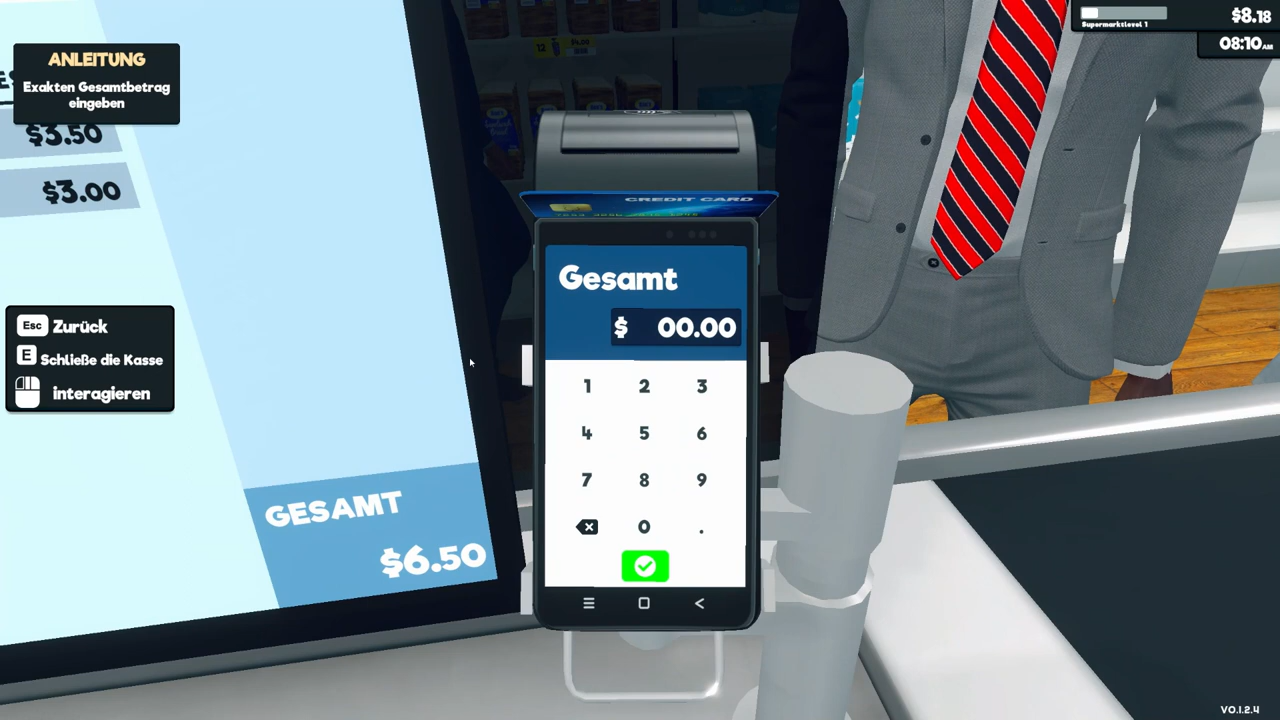 ANLEITUNG
Exakten Gesamtbetrag
eingeben
$3.50
$3.00
Esc Zurück
E Schließe die Kasse
interagieren
GESAMT
$6.50
12
CREDIT CARD
Gesamt
$ 00.00
1 2 3
4 5 6
7 8 9
0 .
$8.18
Supermarktlevel 1
08:10AM
V0.1.2.4